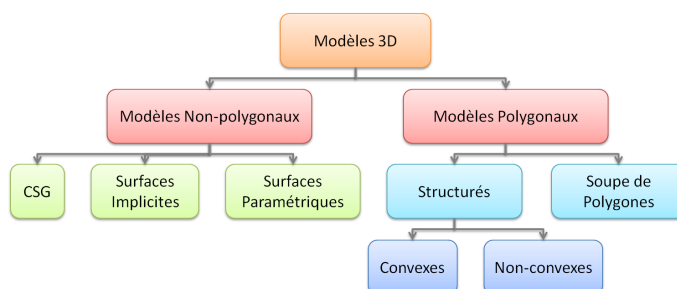 Modèles 3D
Modèles Non-polygonaux
Modèles Polygonaux
CSG
Surfaces
Implicites
Surfaces
Paramétriques
Structurés
Soupe de
Polygones
Convexes
Non-convexes